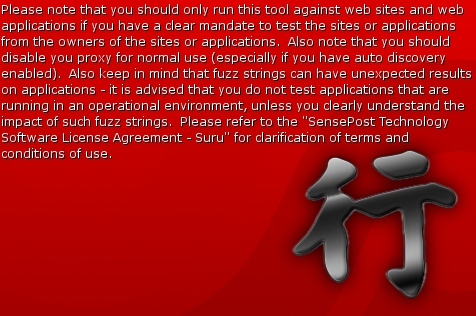 Please note that you should only run this tool against web sites and web
applications if you have a clear mandate to test the sites or applications
from the owners of the sites or applications.  Also note that you should
disable you proxy for normal use (especially if you have auto discovery
enabled).  Also keep in mind that fuzz strings can have unexpected results
on applications - it is advised that you do not test applications that are
running in an operational environment, unless you clearly understand the
impact of such fuzz strings.  Please refer to the "SensePost Technology
Software License Agreement - Suru" for clarification of terms and
conditions of use.
行